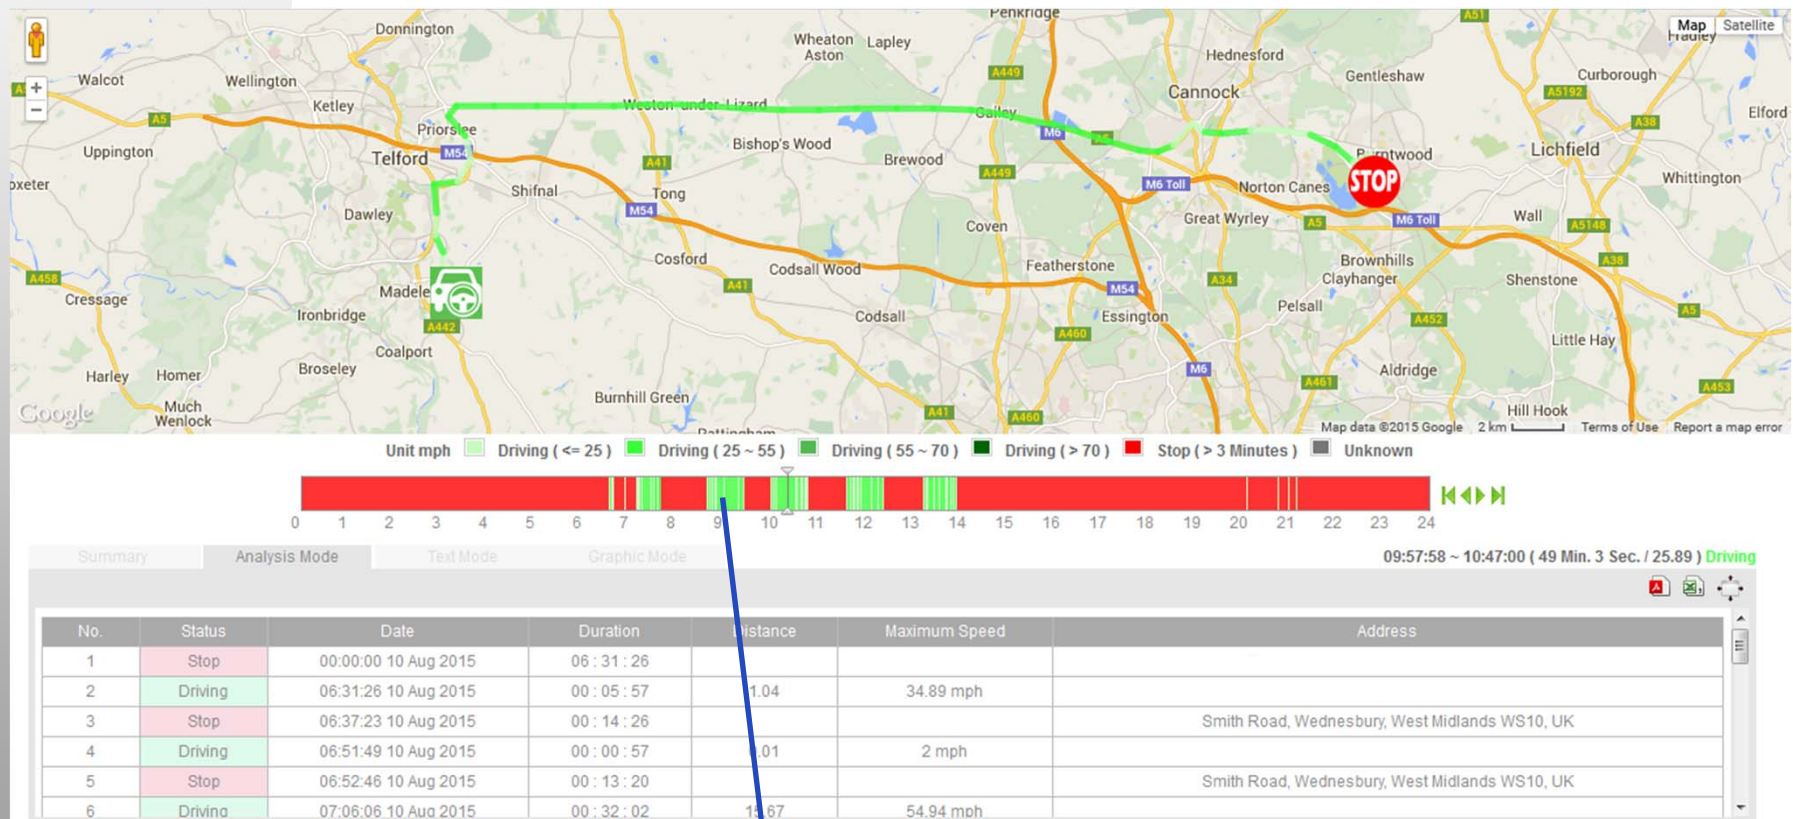 Donnington
Penkridge
A51
Map Satellite
Wheaton Aston
Lapley
Hednesford
Walcot
Wellington
Gentleshaw
Curborough
A449
Cannock
A5192
Ketley
Weston-under-Lizard
Gailey
Elford
A5
A38
Priorslee
M6
A5
Uppington
Telford
M54
A41
Bishop's Wood
Brewood
Burntwood
Lichfield
STOP
Whittington
Shifnal
Tong
A449
M6 Toll
Norton Canes
Dawley
M54
Coven
Great Wyrley
A5
M6 Toll
Wall
A5148
A458
Cosford
Codsall Wood
Featherstone
Brownhills
A38
Cressage
Madele
A41
M54
A34
Clayhanger
Shenstone
Ironbridge
A442
Codsall
Essington
Pelsall
A5
A460
A452
Coalport
Little Hay
Harley
Homer
Broseley
M6
Aldridge
A461
A453
Google
Much Wenlock
Burnhill Green
A41
A460
Hill Hook
Pattingham
Map data ©2015 Google 2 km Terms of Use Report a map error
Unit mph Driving ( <= 25 ) Driving ( 25 ~ 55 ) Driving ( 55 ~ 70 ) Driving ( > 70 ) Stop ( > 3 Minutes ) Unknown
0 1 2 3 4 5 6 7 8 9 10 11 12 13 14 15 16 17 18 19 20 21 22 23 24
Summary Analysis Mode Text Mode Graphic Mode 09:57:58 ~ 10:47:00 ( 49 Min. 3 Sec. / 25.89 ) Driving
No. Status Date Duration Distance Maximum Speed Address
1 Stop 00:00:00 10 Aug 2015 06 : 31 : 26
2 Driving 06:31:26 10 Aug 2015 00 : 05 : 57 1.04 34.89 mph
3 Stop 06:37:23 10 Aug 2015 00 : 14 : 26 Smith Road, Wednesbury, West Midlands WS10, UK
4 Driving 06:51:49 10 Aug 2015 00 : 00 : 57 .01 2 mph
5 Stop 06:52:46 10 Aug 2015 00 : 13 : 20 Smith Road, Wednesbury, West Midlands WS10, UK
6 Driving 07:06:06 10 Aug 2015 00 : 32 : 02 15.67 54.94 mph